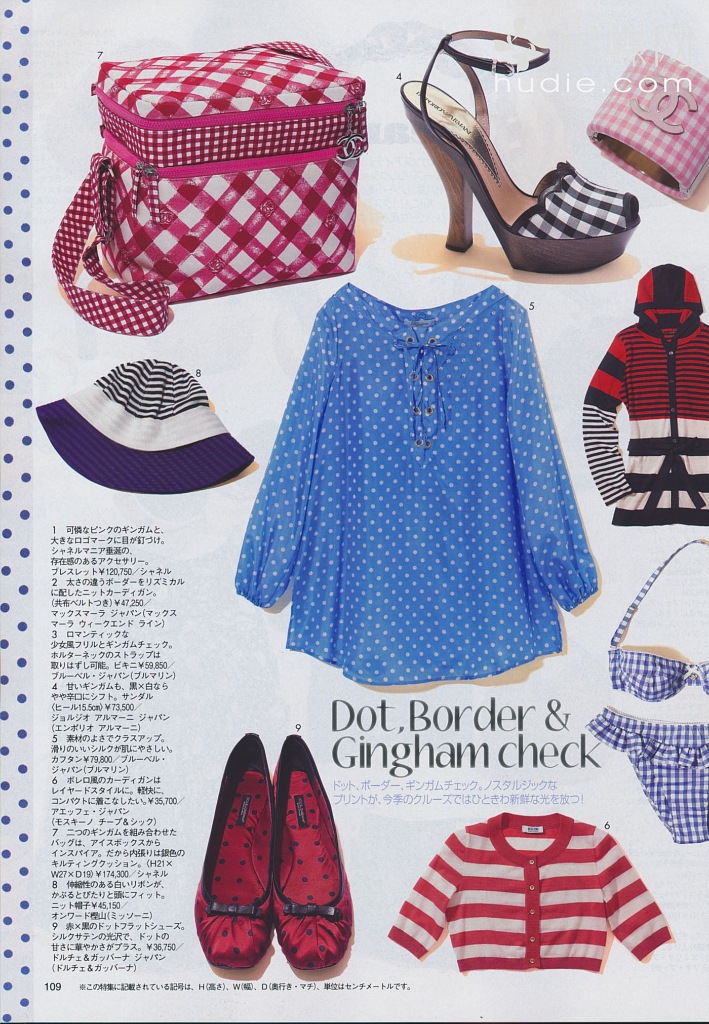 hudie.com
7
4
5
8
1 可憐なピンクのギンガムと、
大きなロゴマークに目が釘づけ。
シャネルマニア垂涎の、
存在感のあるアクセサリー。
ブレスレット¥120,750/シャネル
2 太さの違うボーダーをリズミカル
に配したニットカーディガン。
(共布ベルトつき)¥47,250/
マックスマーラ ジャパン(マックス
マーラ ウィークエンド ライン)
3 ロマンティックな
少女風フリルとギンガムチェック。
ホルターネックのストラップは
取りはずし可能。ビキニ¥59,850/
ブルーベル・ジャパン(ブルマリン)
4 甘いギンガムも、黒×白なら
やや辛口にシフト。サンダル
(ヒール15.5cm)¥73,500/
ジョルジオ アルマーニ ジャパン
(エンポリオ アルマーニ)
5 素材のよさでクラスアップ。
滑りのいいシルクが肌にやさしい。
カフタン¥79,800/ブルーベル・
ジャパン(ブルマリン)
6 ボレロ風のカーディガンは
レイヤードスタイルに。軽快に、
コンパクトに着こなしたい。¥35,700/
アエッフェ・ジャパン
(モスキーノ チープ&シック)
7 二つのギンガムを組み合わせた
バッグは、アイスボックスから
インスパイア。だから内張りは銀色の
キルティングクッション。〈H21×
W27×D19〉¥174,300/シャネル
8 伸縮性のある白いリボンが、
かぶるとぴたりと頭にフィット。
ニット帽子¥45,150/
オンワード樫山(ミッソーニ)
9 赤×黒のドットフラットシューズ。
シルクサテンの光沢で、ドットの
甘さに華やかさがプラス。¥36,750/
ドルチェ&ガッバーナ ジャパン
(ドルチェ&ガッバーナ)
Dot, Border &
Gingham check
ドット、ボーダー、ギンガムチェック。ノスタルジックな
プリントが、今季のクルーズではひときわ新鮮な光を放つ!
9
6
109 ※この特集に記載されている記号は、H(高さ)、W(幅)、D(奥行き・マチ)、単位はセンチメートルです。